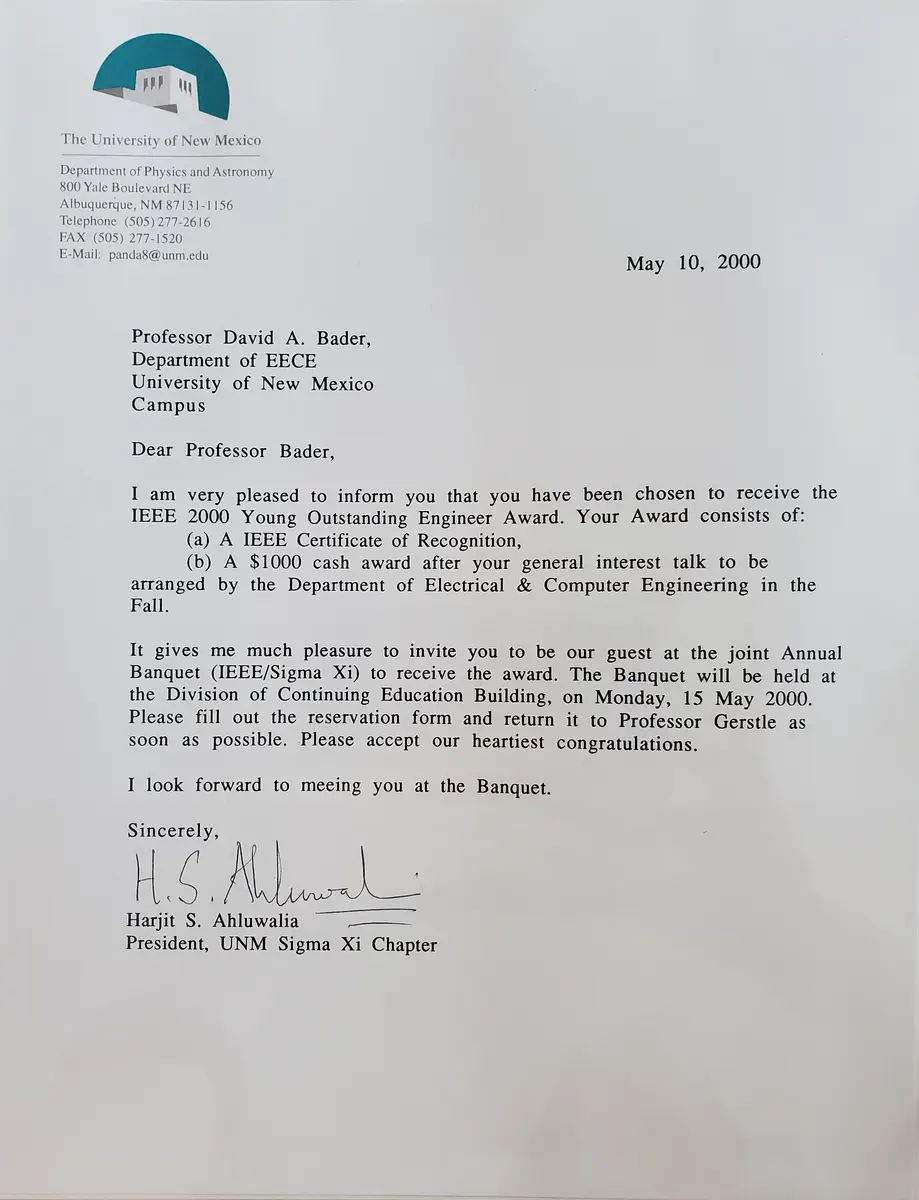 The University of New Mexico
Department of Physics and Astronomy
800 Yale Boulevard NE
Albuquerque, NM 87131-1156
Telephone (505) 277-2616
FAX (505) 277-1520
E-Mail: panda8@unm.edu
May 10, 2000
Professor David A. Bader,
Department of EECE
University of New Mexico
Campus
Dear Professor Bader,
I am very pleased to inform you that you have been chosen to receive the
IEEE 2000 Young Outstanding Engineer Award. Your Award consists of:
(a) A IEEE Certificate of Recognition,
(b) A $1000 cash award after your general interest talk to be
arranged by the Department of Electrical & Computer Engineering in the
Fall.
It gives me much pleasure to invite you to be our guest at the joint Annual
Banquet (IEEE/Sigma Xi) to receive the award. The Banquet will be held at
the Division of Continuing Education Building, on Monday, 15 May 2000.
Please fill out the reservation form and return it to Professor Gerstle as
soon as possible. Please accept our heartiest congratulations.
I look forward to meeing you at the Banquet.
Sincerely,
H. S. Ahluwal
Harjit S. Ahluwalia
President, UNM Sigma Xi Chapter